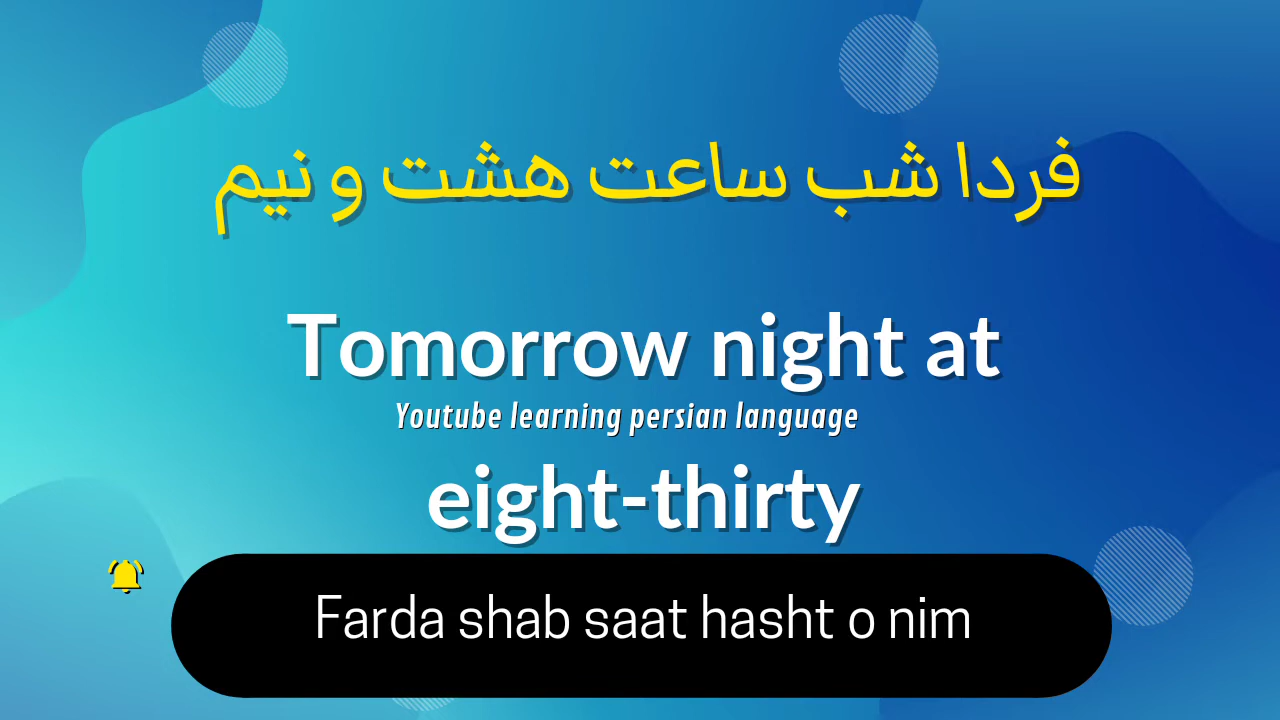 فردا شب ساعت هشت و نیم
Tomorrow night at
Youtube learning persian language
eight-thirty
Farda shab saat hasht o nim